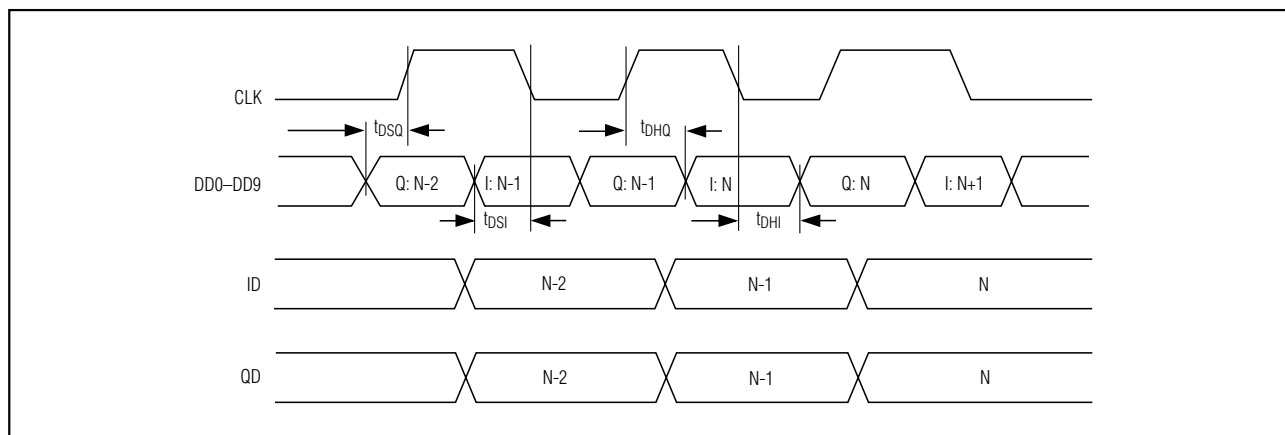 CLK
tDSQ
tDHQ
DD0–DD9
Q: N-2
I: N-1
Q: N-1
I: N
Q: N
I: N+1
tDSI
tDHI
ID
N-2
N-1
N
QD
N-2
N-1
N